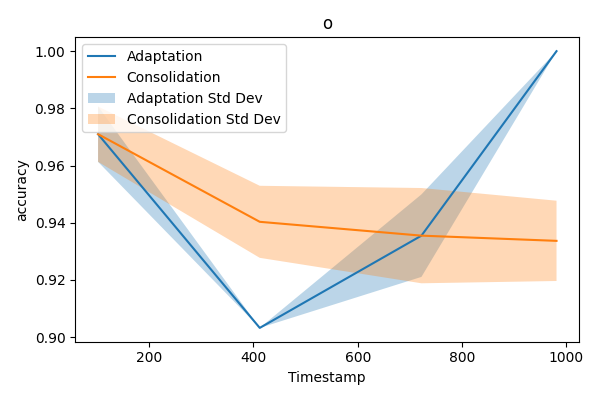 o
Adaptation
Consolidation
Adaptation Std Dev
Consolidation Std Dev
accuracy
1.00
0.98
0.96
0.94
0.92
0.90
200 400 600 800 1000
Timestamp